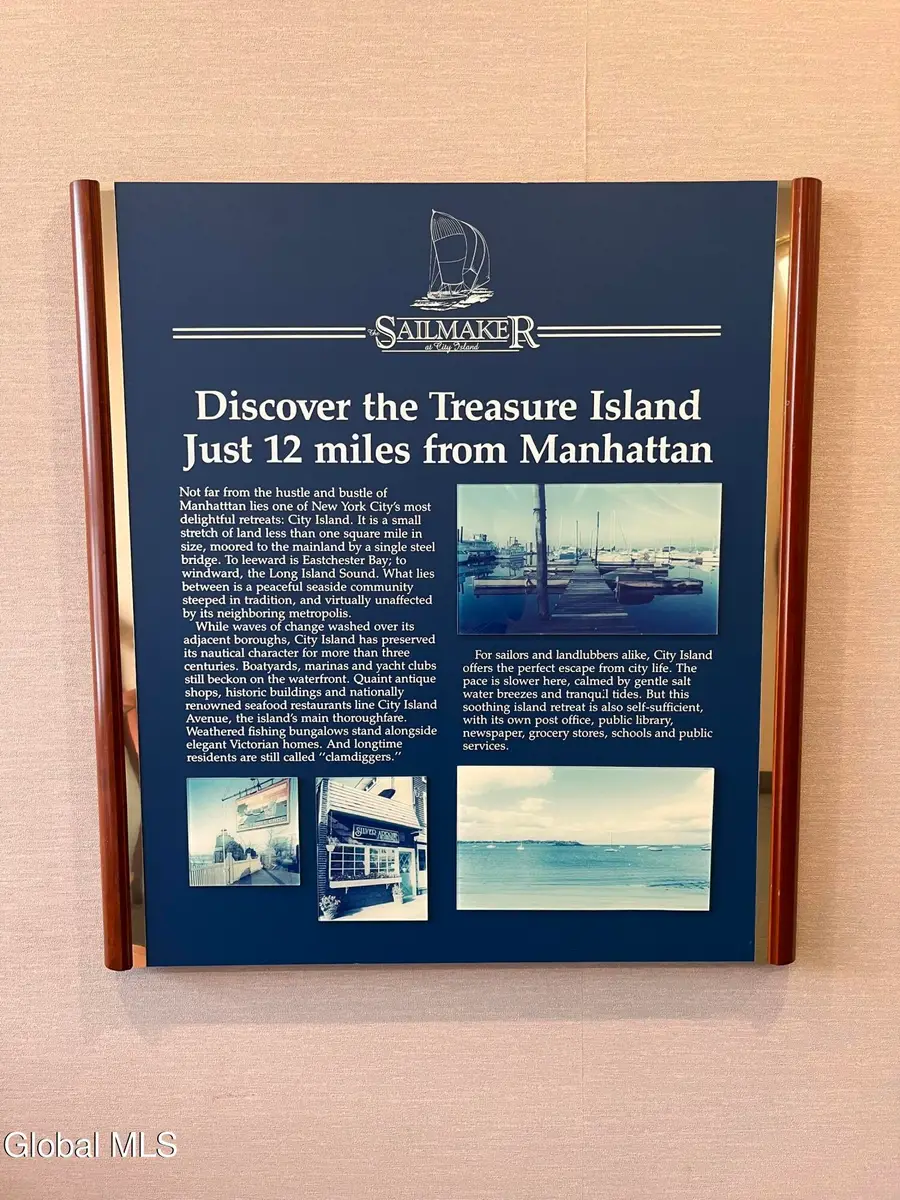 The SAILMAKER
at City Island
Discover the Treasure Island
Just 12 miles from Manhattan
Not far from the hustle and bustle of
Manhatttan lies one of New York City's most
delightful retreats: City Island. It is a small
stretch of land less than one square mile in
size, moored to the mainland by a single steel
bridge. To leeward is Eastchester Bay; to
windward, the Long Island Sound. What lies
between is a peaceful seaside community
steeped in tradition, and virtually unaffected
by its neighboring metropolis.
While waves of change washed over its
adjacent boroughs, City Island has preserved
its nautical character for more than three
centuries. Boatyards, marinas and yacht clubs
still beckon on the waterfront. Quaint antique
shops, historic buildings and nationally
renowned seafood restaurants line City Island
Avenue, the island's main thoroughfare.
Weathered fishing bungalows stand alongside
elegant Victorian homes. And longtime
residents are still called "clamdiggers."
For sailors and landlubbers alike, City Island
offers the perfect escape from city life. The
pace is slower here, calmed by gentle salt
water breezes and tranquil tides. But this
soothing island retreat is also self-sufficient,
with its own post office, public library,
newspaper, grocery stores, schools and public
services.
SILVER
Global MLS